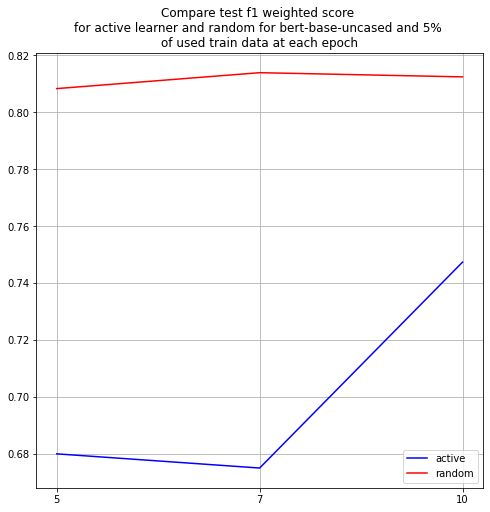 Compare test f1 weighted score
for active learner and random for bert-base-uncased and 5%
of used train data at each epoch
0.82
0.80
0.78
0.76
0.74
0.72
0.70
0.68
active
random
5
7
10